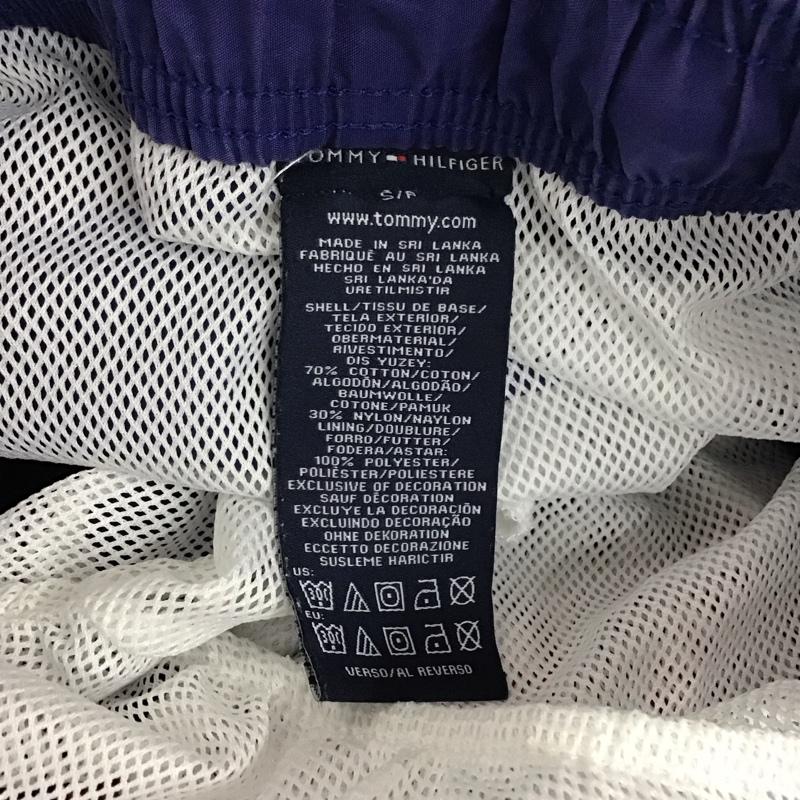 TOMMY HILFIGER
S/P
www.tommy.com
MADE IN SRI LANKA
FABRIQUÉ AU SRI LANKA
HECHO EN SRI LANKA
SRI LANKA'DA
URETILMISTIR
SHELL/TISSU DE BASE/
TELA EXTERIOR/
TECIDO EXTERIOR/
OBERMATERIAL/
RIVESTIMENTO/
DIS YUZEY:
70% COTTON/COTON/
ALGODÓN/ALGODÃO/
BAUMWOLLE/
COTONE/PAMUK
30% NYLON/NAYLON
LINING/DOUBLURE/
FORRO/FUTTER/
FODERA/ASTAR:
100% POLYESTER/
POLIÉSTER/POLIESTERE
EXCLUSIVE OF DECORATION
SAUF DÉCORATION
EXCLUYE LA DECORACIÓN
EXCLUINDO DECORAÇÃO
OHNE DEKORATION
ECCETTO DECORAZIONE
SUSLEME HARICTIR
US:
30
EU:
30
VERSO/AL REVERSO